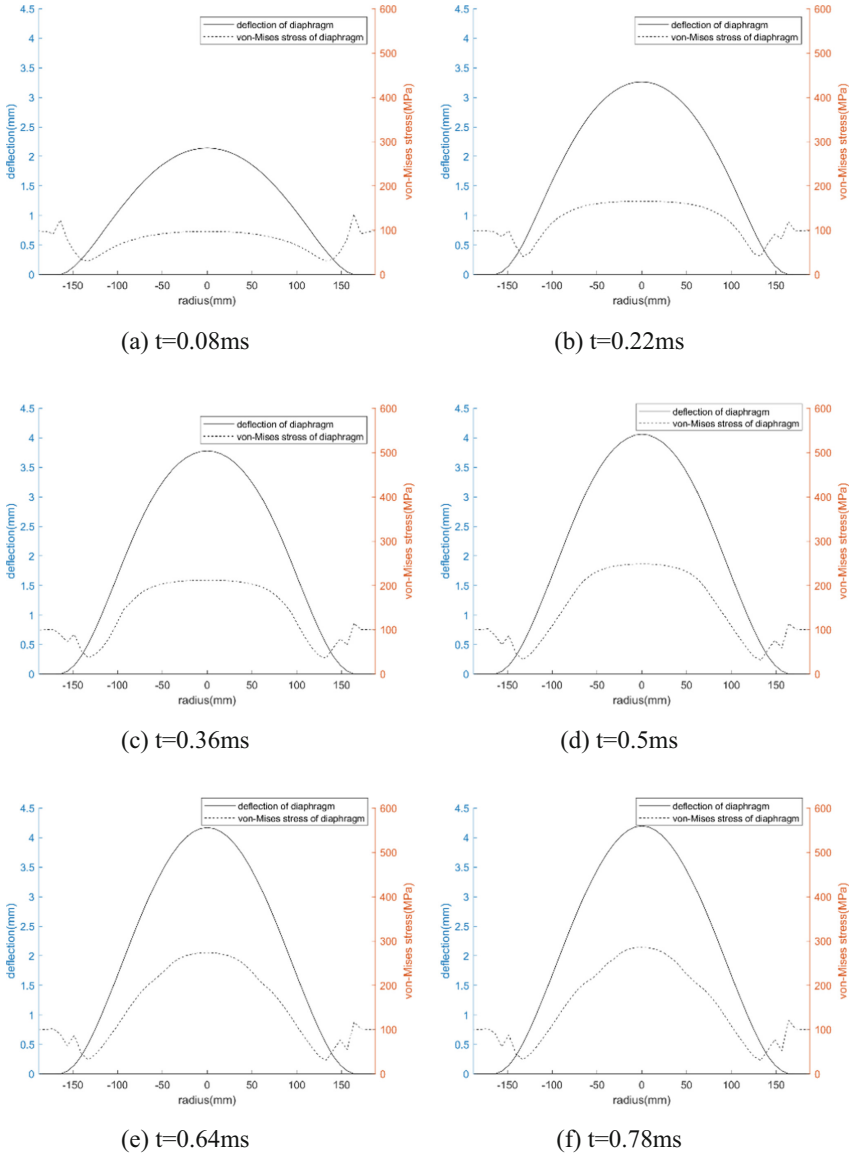 4.5
4
3.5
3
2.5
2
1.5
1
0.5
0
deflection(mm)
deflection of diaphragm
von-Mises stress of diaphragm
600
500
400
300
200
100
0
von-Mises stress(MPa)
-150 -100 -50 0 50 100 150
radius(mm)
(a) t=0.08ms
4.5
4
3.5
3
2.5
2
1.5
1
0.5
0
deflection(mm)
deflection of diaphragm
von-Mises stress of diaphragm
600
500
400
300
200
100
0
von-Mises stress(MPa)
-150 -100 -50 0 50 100 150
radius(mm)
(b) t=0.22ms
4.5
4
3.5
3
2.5
2
1.5
1
0.5
0
deflection(mm)
deflection of diaphragm
von-Mises stress of diaphragm
600
500
400
300
200
100
0
von-Mises stress(MPa)
-150 -100 -50 0 50 100 150
radius(mm)
(c) t=0.36ms
4.5
4
3.5
3
2.5
2
1.5
1
0.5
0
deflection(mm)
deflection of diaphragm
von-Mises stress of diaphragm
600
500
400
300
200
100
0
von-Mises stress(MPa)
-150 -100 -50 0 50 100 150
radius(mm)
(d) t=0.5ms
4.5
4
3.5
3
2.5
2
1.5
1
0.5
0
deflection(mm)
deflection of diaphragm
von-Mises stress of diaphragm
600
500
400
300
200
100
0
von-Mises stress(MPa)
-150 -100 -50 0 50 100 150
radius(mm)
(e) t=0.64ms
4.5
4
3.5
3
2.5
2
1.5
1
0.5
0
deflection(mm)
deflection of diaphragm
von-Mises stress of diaphragm
600
500
400
300
200
100
0
von-Mises stress(MPa)
-150 -100 -50 0 50 100 150
radius(mm)
(f) t=0.78ms